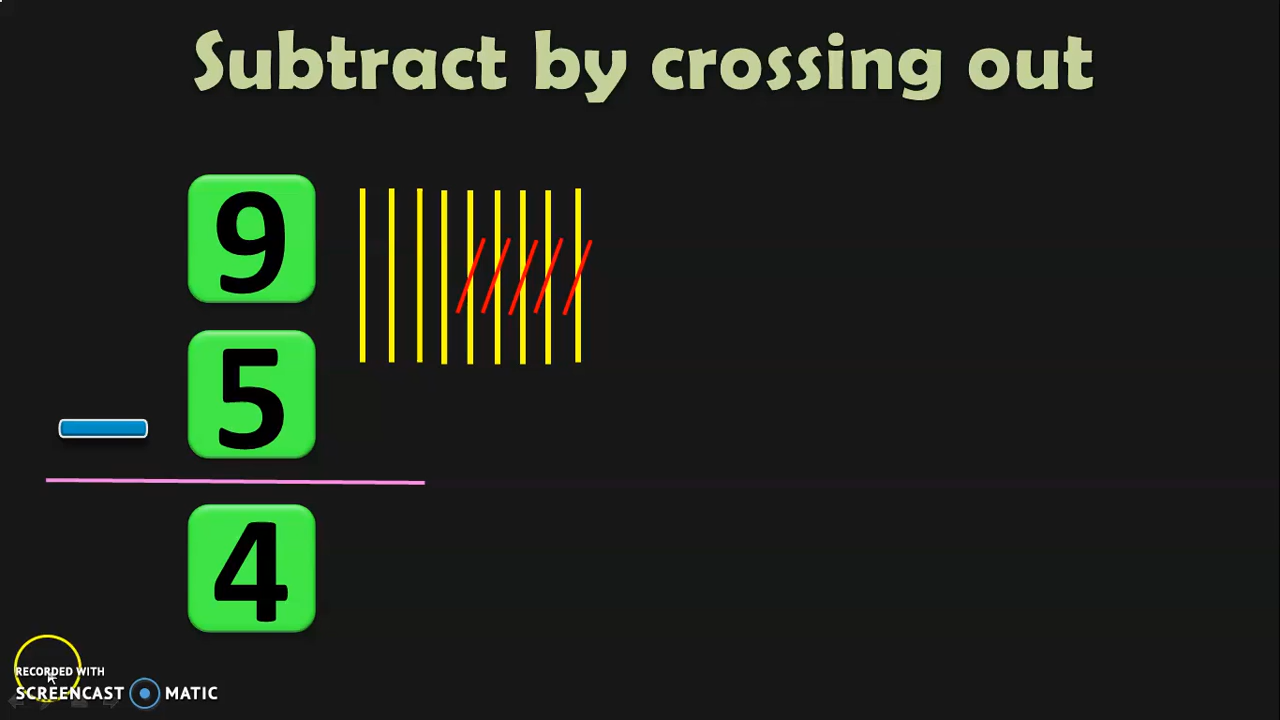 Subtract by crossing out
9
5
4
RECORDED WITH
SCREENCAST MATIC